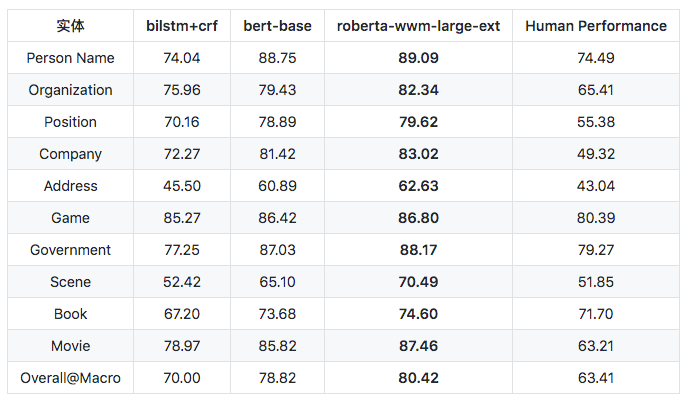 实体 bilstm+crf bert-base roberta-wwm-large-ext Human Performance
Person Name 74.04 88.75 89.09 74.49
Organization 75.96 79.43 82.34 65.41
Position 70.16 78.89 79.62 55.38
Company 72.27 81.42 83.02 49.32
Address 45.50 60.89 62.63 43.04
Game 85.27 86.42 86.80 80.39
Government 77.25 87.03 88.17 79.27
Scene 52.42 65.10 70.49 51.85
Book 67.20 73.68 74.60 71.70
Movie 78.97 85.82 87.46 63.21
Overall@Macro 70.00 78.82 80.42 63.41